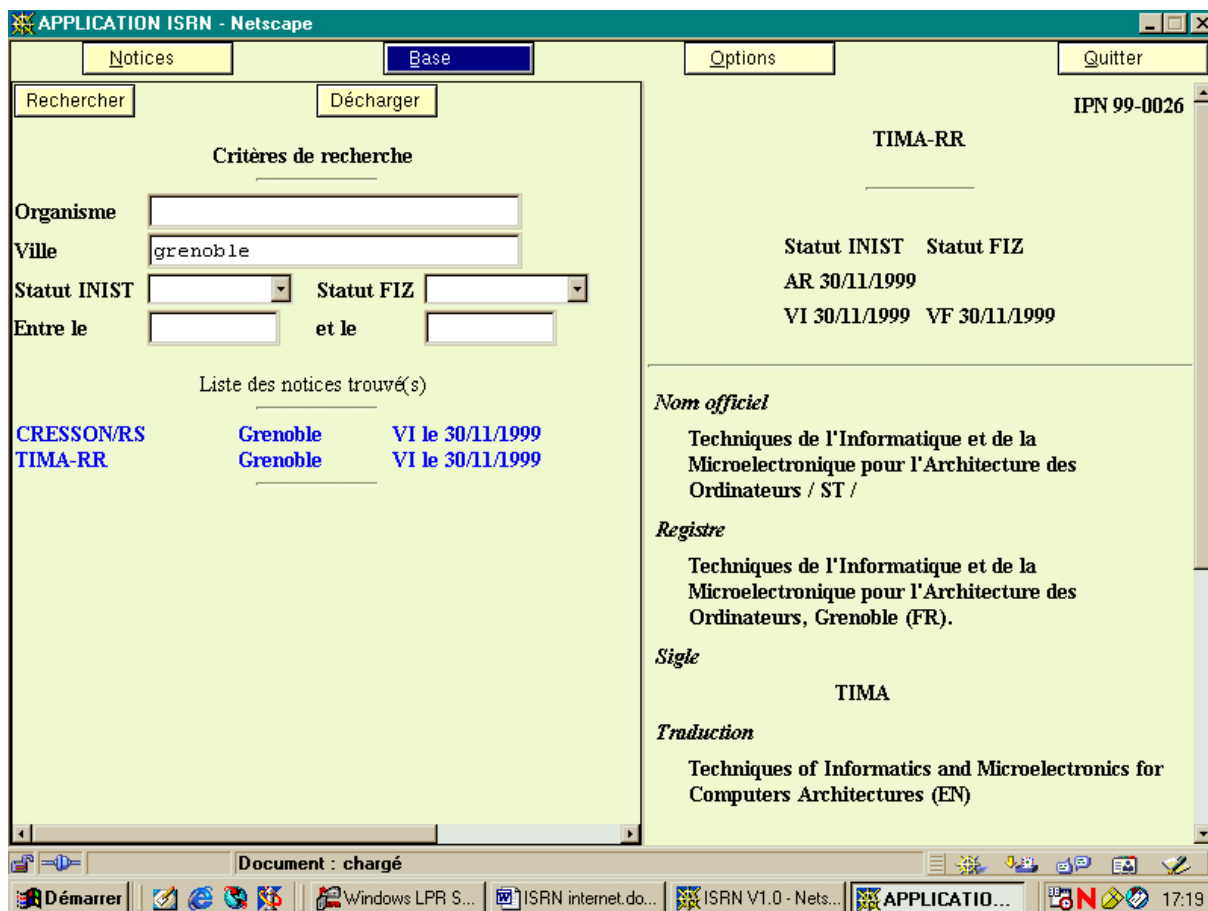 APPLICATION ISRN - Netscape
Notices Base Options Quitter
Rechercher Décharger
Critères de recherche
Organisme
Ville grenoble
Statut INIST Statut FIZ
Entre le et le
Liste des notices trouvé(s)
CRESSON/RS Grenoble VI le 30/11/1999
TIMA-RR Grenoble VI le 30/11/1999
IPN 99-0026
TIMA-RR
Statut INIST Statut FIZ
AR 30/11/1999
VI 30/11/1999 VF 30/11/1999
Nom officiel
Techniques de l'Informatique et de la
Microelectronique pour l'Architecture des
Ordinateurs / ST /
Registre
Techniques de l'Informatique et de la
Microelectronique pour l'Architecture des
Ordinateurs, Grenoble (FR).
Sigle
TIMA
Traduction
Techniques of Informatics and Microelectronics for
Computers Architectures (EN)
Document : chargé
Démarrer Windows LPR S... ISRN internet.do... ISRN V1.0 - Nets... APPLICATIO... N 17:19